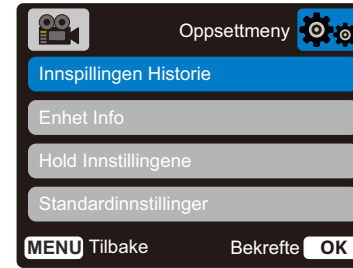 Oppsettmeny
Innspillingen Historie
Enhet Info
Hold Innstillingene
Standardinnstillinger
MENU Tilbake Bekrefte OK